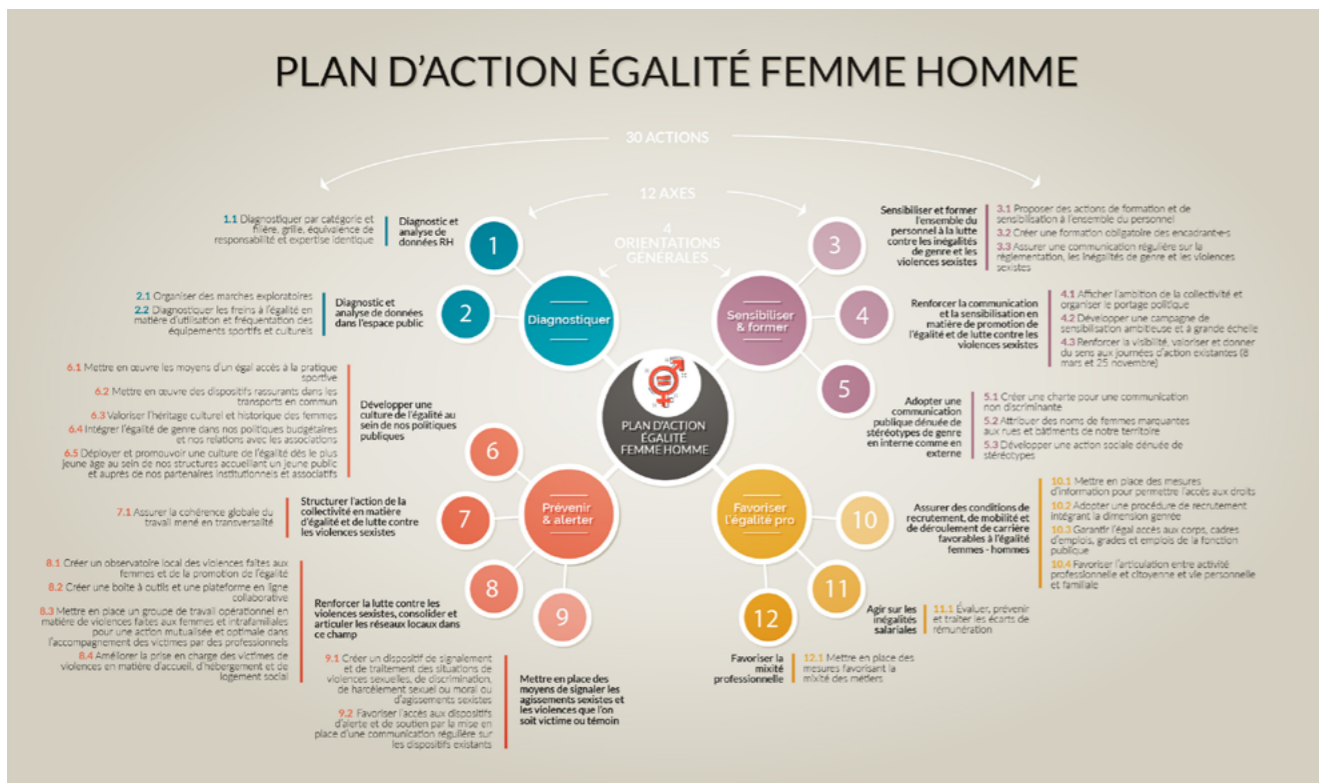 PLAN D'ACTION ÉGALITÉ FEMME HOMME
30 ACTIONS
12 AXES
4
ORIENTATIONS
GÉNÉRALES
1.1 Diagnostiquer par catégorie et
filière, grille, équivalence de
responsabilité et expertise identique
Diagnostic et
analyse de
données RH
1
2.1 Organiser des marches exploratoires
2.2 Diagnostiquer les freins à l'égalité en
matière d'utilisation et fréquentation des
équipements sportifs et culturels
Diagnostic et
analyse de données
dans l'espace public
2
Diagnostiquer
Sensibiliser et former
l'ensemble du
personnel à la lutte
contre les inégalités
de genre et les
violences sexistes
3
3.1 Proposer des actions de formation et de
sensibilisation à l'ensemble du personnel
3.2 Créer une formation obligatoire des encadrant-e-s
3.3 Assurer une communication régulière sur la
réglementation, les inégalités de genre et les violences
sexistes
Sensibiliser
& former
4
Renforcer la communication
et la sensibilisation en
matière de promotion de
l'égalité et de lutte contre les
violences sexistes
4.1 Afficher l'ambition de la collectivité et
organiser le portage politique
4.2 Développer une campagne de
sensibilisation ambitieuse et à grande échelle
4.3 Renforcer la visibilité, valoriser et donner
du sens aux journées d'action existantes (8
mars et 25 novembre)
5
Adopter une
communication
publique dénuée de
stéréotypes de genre
en interne comme en
externe
5.1 Créer une charte pour une communication
non discriminante
5.2 Attribuer des noms de femmes marquantes
aux rues et bâtiments de notre territoire
5.3 Développer une action sociale dénuée de
stéréotypes
PLAN D'ACTION
ÉGALITÉ
FEMME HOMME
6.1 Mettre en œuvre les moyens d'un égal accès à la pratique
sportive
6.2 Mettre en œuvre des dispositifs rassurants dans les
transports en commun
6.3 Valoriser l'héritage culturel et historique des femmes
6.4 Intégrer l'égalité de genre dans nos politiques budgétaires
et nos relations avec les associations
6.5 Déployer et promouvoir une culture de l'égalité dès le plus
jeune âge au sein de nos structures accueillant un jeune public
et auprès de nos partenaires institutionnels et associatifs
Développer une
culture de l'égalité au
sein de nos politiques
publiques
6
7.1 Assurer la cohérence globale du
travail mené en transversalité
Structurer l'action de la
collectivité en matière
d'égalité et de lutte contre
les violences sexistes
7
Prévenir
& alerter
8.1 Créer un observatoire local des violences faites aux
femmes et de la promotion de l'égalité
8.2 Créer une boîte à outils et une plateforme en ligne
collaborative
8.3 Mettre en place un groupe de travail opérationnel en
matière de violences faites aux femmes et intrafamiliales
pour une action mutualisée et optimale dans
l'accompagnement des victimes par des professionnels
8.4 Améliorer la prise en charge des victimes de
violences en matière d'accueil, d'hébergement et de
logement social
Renforcer la lutte contre les
violences sexistes, consolider et
articuler les réseaux locaux dans
ce champ
8
9
9.1 Créer un dispositif de signalement
et de traitement des situations de
violences sexuelles, de discrimination,
de harcèlement sexuel ou moral ou
d'agissements sexistes
9.2 Favoriser l'accès aux dispositifs
d'alerte et de soutien par la mise en
place d'une communication régulière sur
les dispositifs existants
Mettre en place des
moyens de signaler les
agissements sexistes et
les violences que l'on
soit victime ou témoin
Favoriser
l'égalité pro
10
Assurer des conditions de
recrutement, de mobilité et
de déroulement de carrière
favorables à l'égalité
femmes - hommes
10.1 Mettre en place des mesures
d'information pour permettre l'accès aux droits
10.2 Adopter une procédure de recrutement
intégrant la dimension genrée
10.3 Garantir l'égal accès aux corps, cadres
d'emplois, grades et emplois de la fonction
publique
10.4 Favoriser l'articulation entre activité
professionnelle et citoyenne et vie personnelle
et familiale
11
Agir sur les
inégalités
salariales
11.1 Évaluer, prévenir
et traiter les écarts de
rémunération
12
Favoriser la
mixité
professionnelle
12.1 Mettre en place des
mesures favorisant la
mixité des métiers